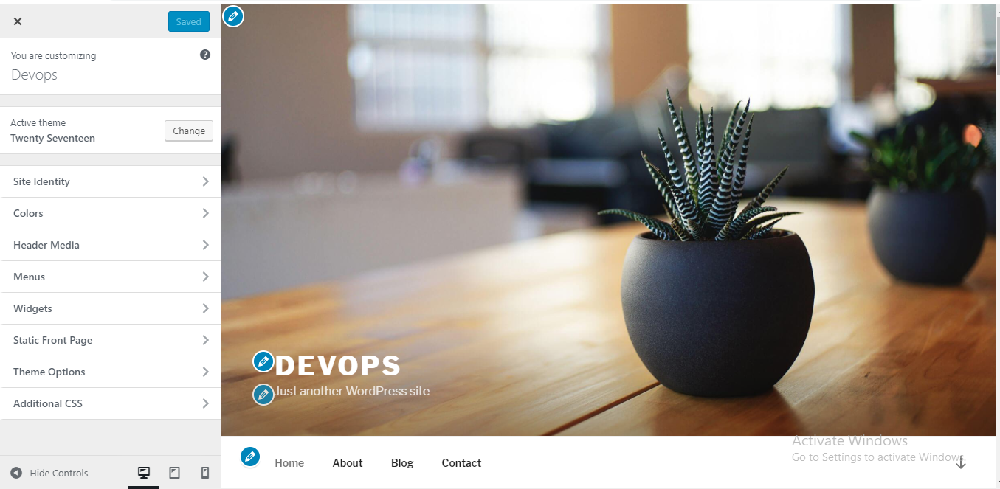 Saved
You are customizing
Devops
Active theme
Twenty Seventeen
Change
Site Identity
Colors
Header Media
Menus
Widgets
Static Front Page
Theme Options
Additional CSS
Hide Controls
DEVOPS
Just another WordPress site
Home About Blog Contact
Activate Windows
Go to Settings to activate Windows.